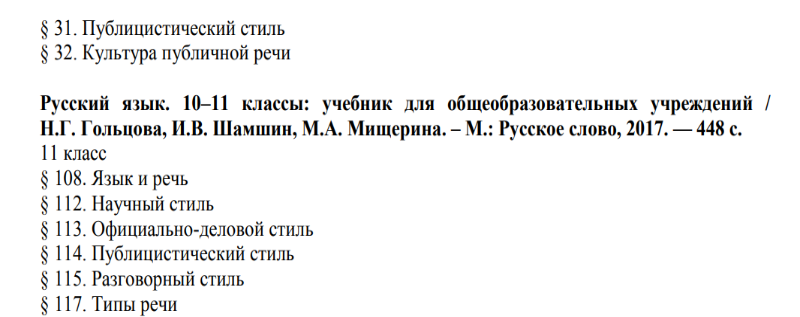 § 31. Публицистический стиль
§ 32. Культура публичной речи
Русский язык. 10–11 классы: учебник для общеобразовательных учреждений /
Н.Г. Гольцова, И.В. Шамшин, М.А. Мищерина. – М.: Русское слово, 2017. — 448 с.
11 класс
§ 108. Язык и речь
§ 112. Научный стиль
§ 113. Официально-деловой стиль
§ 114. Публицистический стиль
§ 115. Разговорный стиль
§ 117. Типы речи